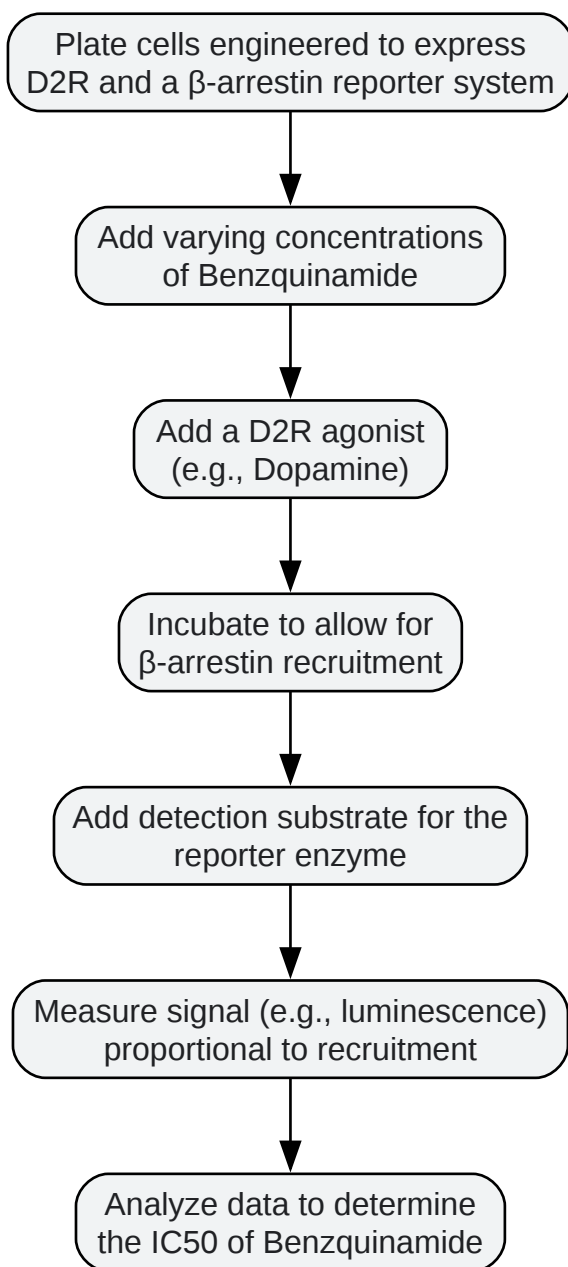 Plate cells engineered to express
D2R and a β-arrestin reporter system
Add varying concentrations
of Benzquinamide
Add a D2R agonist
(e.g., Dopamine)
Incubate to allow for
β-arrestin recruitment
Add detection substrate for the
reporter enzyme
Measure signal (e.g., luminescence)
proportional to recruitment
Analyze data to determine
the IC50 of Benzquinamide